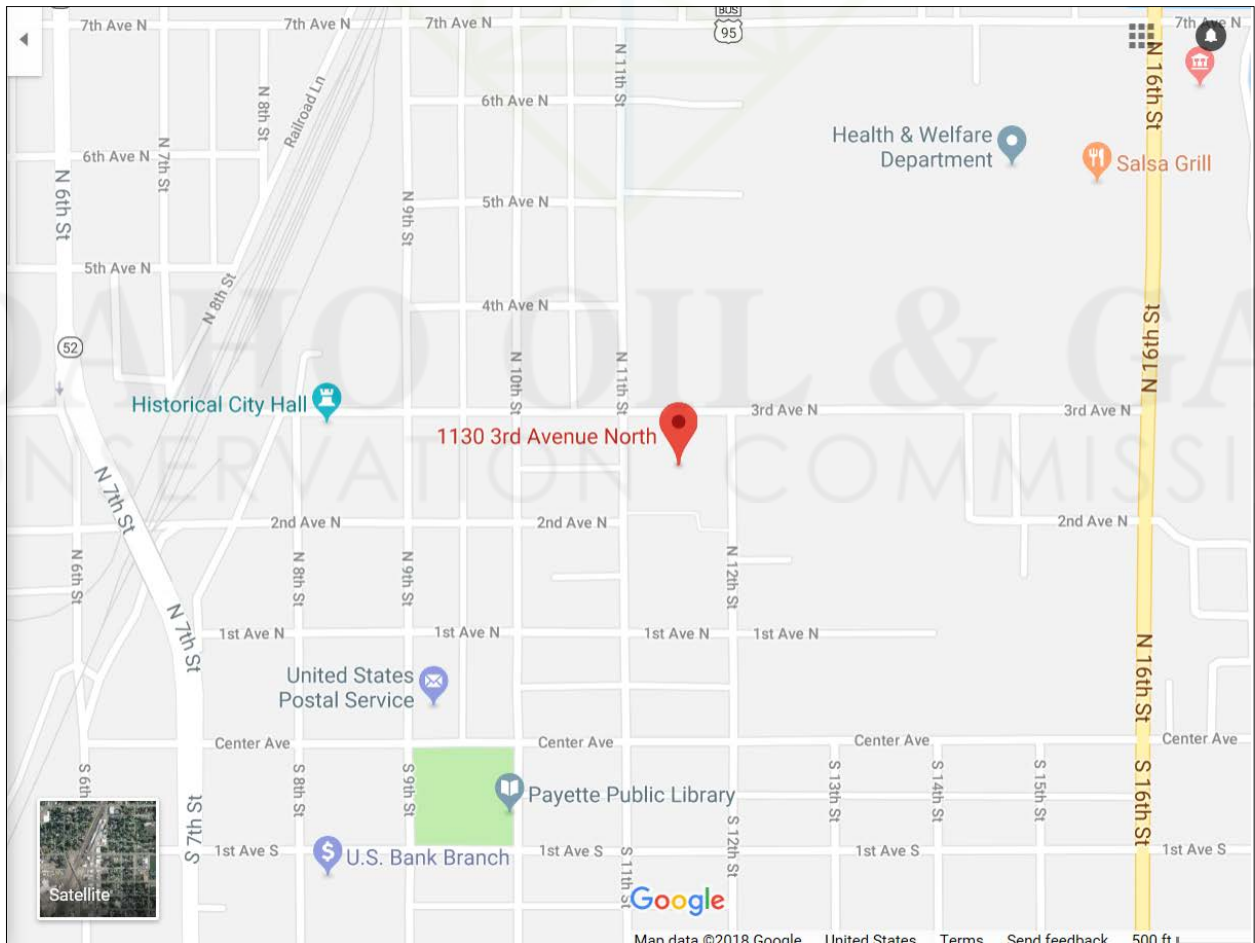 BUS
95
7th Ave N
7th Ave N
7th Ave N
7th Ave N
N 11th St
N 16th St
N 8th St
Railroad Ln
6th Ave N
Health & Welfare
Department
Salsa Grill
6th Ave N
N 7th St
N 6th St
N 9th St
5th Ave N
5th Ave N
N 8th St
4th Ave N
N 16th St
IDAHO OIL & GA
52
N 10th St
N 11th St
Historical City Hall
3rd Ave N
3rd Ave N
1130 3rd Avenue North
CONSERVATION COMMISSI
N 7th St
2nd Ave N
2nd Ave N
2nd Ave N
N 6th St
N 8th St
N 9th St
N 12th St
N 7th St
1st Ave N
1st Ave N
1st Ave N
1st Ave N
N 16th St
United States
Postal Service
Center Ave
Center Ave
Center Ave
Center Ave
S 6th
S 8th St
S 9th St
Payette Public Library
S 13th St
S 14th St
S 15th St
S 16th St
S 7th St
S 12th St
1st Ave S
U.S. Bank Branch
1st Ave S
1st Ave S
1st Ave S
S 11th St
Satellite
Google
Map data ©2018 Google United States Terms Send feedback 500 ft